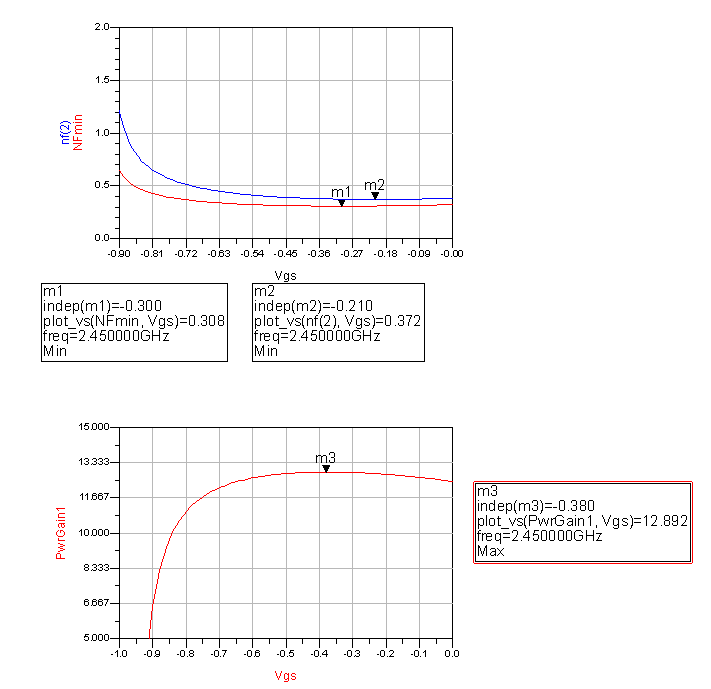 2.0
1.5
1.0
0.5
0.0
nf(2)
NFmin
m1
m2
-0.90 -0.81 -0.72 -0.63 -0.54 -0.45 -0.36 -0.27 -0.18 -0.09 -0.00
Vgs
m1
indep(m1)=-0.300
plot_vs(NFmin, Vgs)=0.308
freq=2.450000GHz
Min
m2
indep(m2)=-0.210
plot_vs(nf(2), Vgs)=0.372
freq=2.450000GHz
Min
15.000
13.333
11.667
10.000
8.333
6.667
5.000
PwrGain1
m3
-1.0 -0.9 -0.8 -0.7 -0.6 -0.5 -0.4 -0.3 -0.2 -0.1 0.0
Vgs
m3
indep(m3)=-0.380
plot_vs(PwrGain1, Vgs)=12.892
freq=2.450000GHz
Max